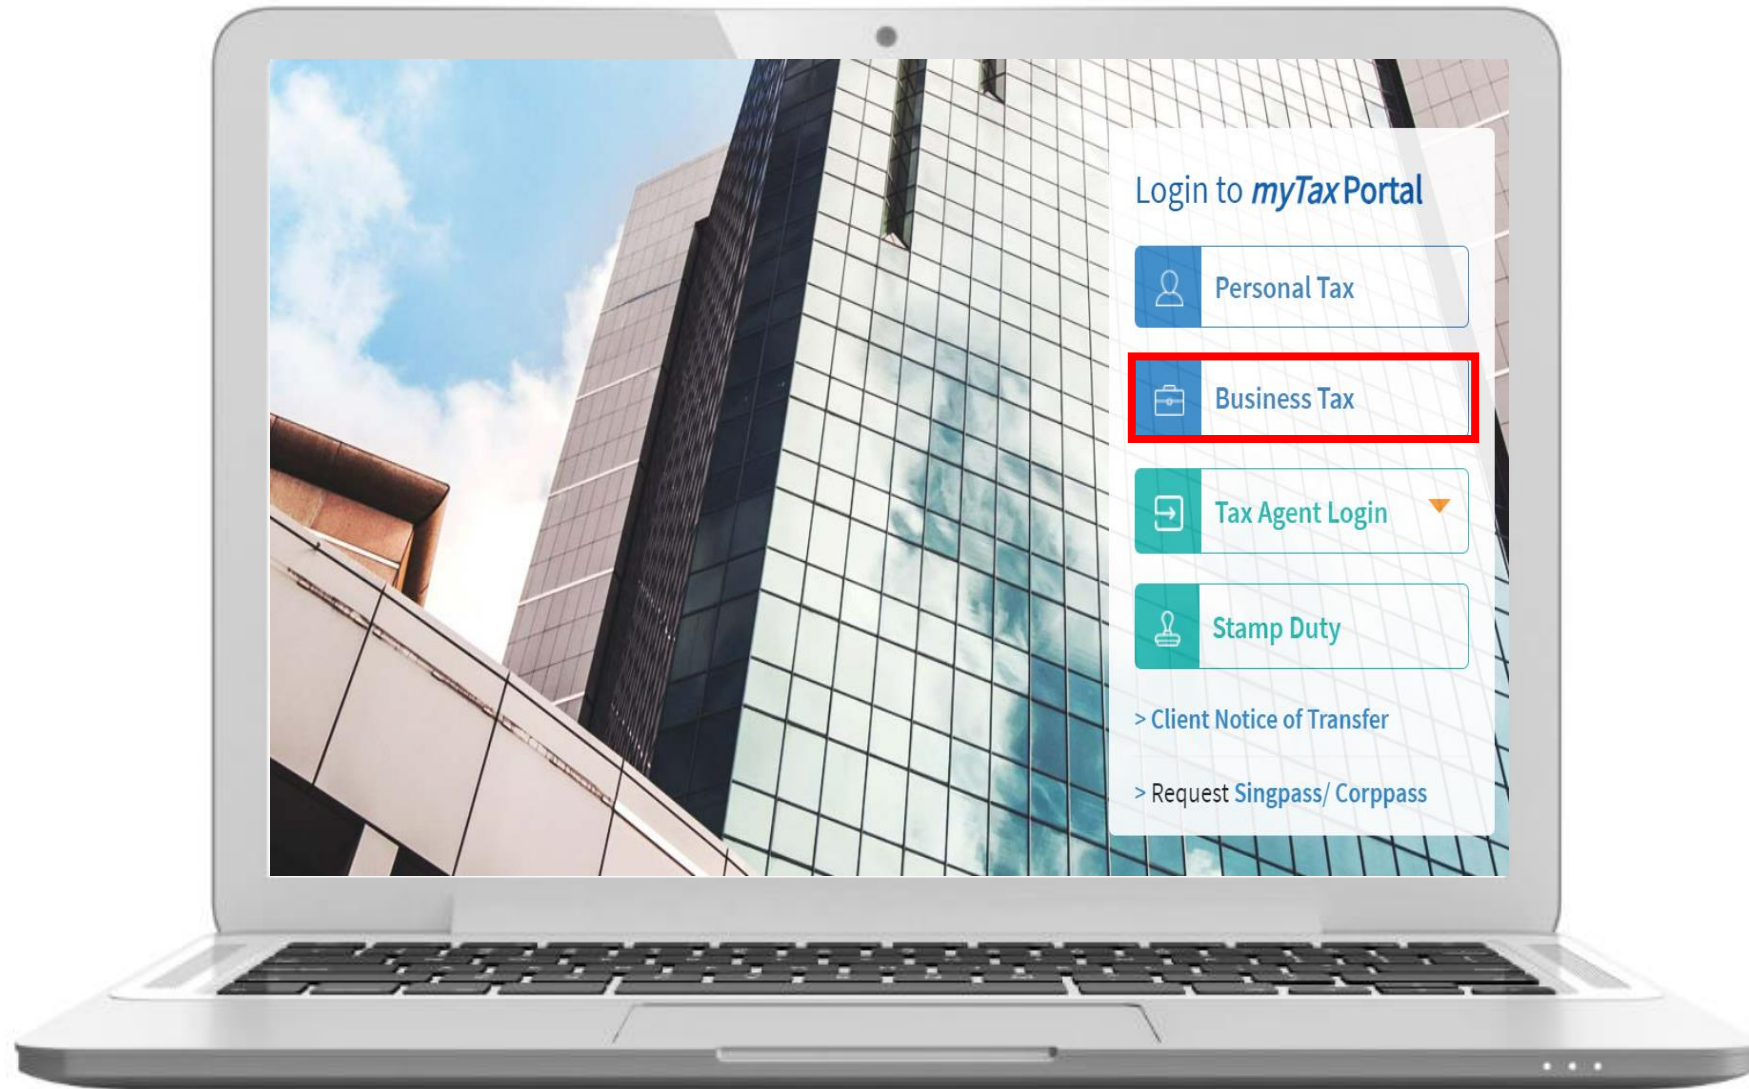 Login to myTax Portal
Personal Tax
Business Tax
Tax Agent Login
Stamp Duty
> Client Notice of Transfer
> Request Singpass/ Corppass